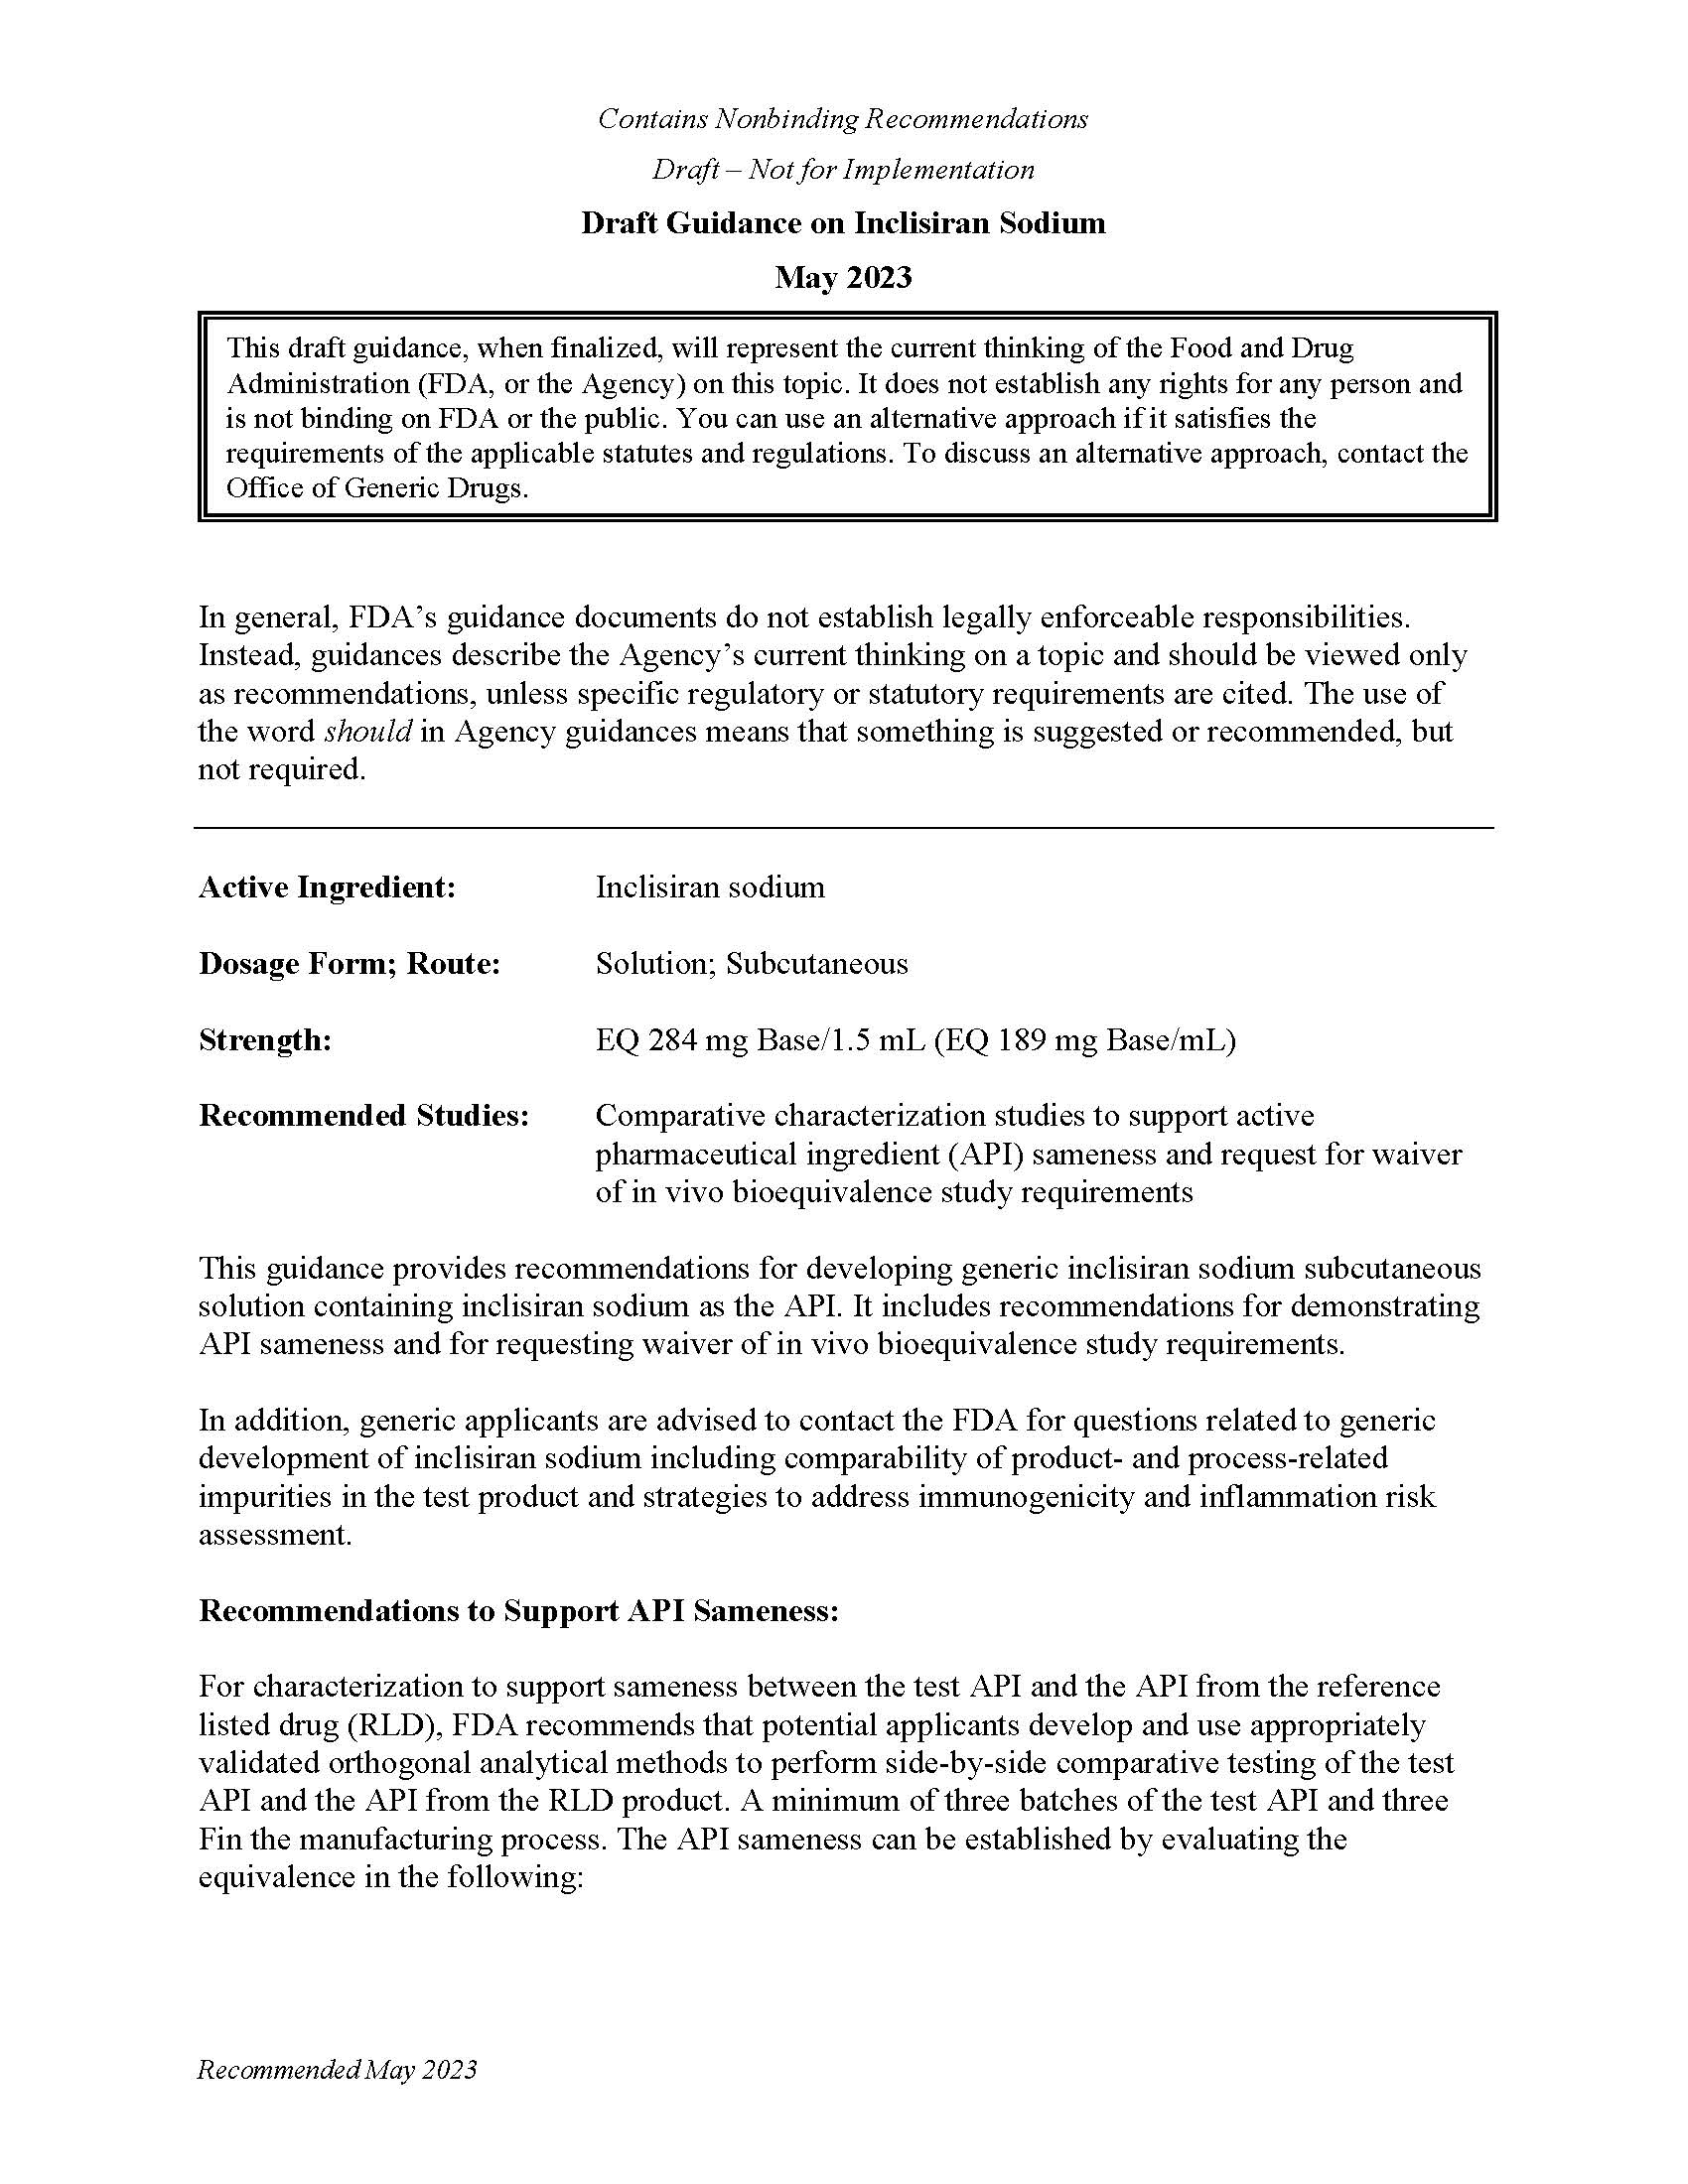 Contains Nonbinding Recommendations
Draft – Not for Implementation
Draft Guidance on Inclisiran Sodium
May 2023
This draft guidance, when finalized, will represent the current thinking of the Food and Drug
Administration (FDA, or the Agency) on this topic. It does not establish any rights for any person and
is not binding on FDA or the public. You can use an alternative approach if it satisfies the
requirements of the applicable statutes and regulations. To discuss an alternative approach, contact the
Office of Generic Drugs.
In general, FDA’s guidance documents do not establish legally enforceable responsibilities.
Instead, guidances describe the Agency’s current thinking on a topic and should be viewed only
as recommendations, unless specific regulatory or statutory requirements are cited. The use of
the word should in Agency guidances means that something is suggested or recommended, but
not required.
Active Ingredient: Inclisiran sodium
Dosage Form; Route: Solution; Subcutaneous
Strength: EQ 284 mg Base/1.5 mL (EQ 189 mg Base/mL)
Recommended Studies: Comparative characterization studies to support active
pharmaceutical ingredient (API) sameness and request for waiver
of in vivo bioequivalence study requirements
This guidance provides recommendations for developing generic inclisiran sodium subcutaneous
solution containing inclisiran sodium as the API. It includes recommendations for demonstrating
API sameness and for requesting waiver of in vivo bioequivalence study requirements.
In addition, generic applicants are advised to contact the FDA for questions related to generic
development of inclisiran sodium including comparability of product- and process-related
impurities in the test product and strategies to address immunogenicity and inflammation risk
assessment.
Recommendations to Support API Sameness:
For characterization to support sameness between the test API and the API from the reference
listed drug (RLD), FDA recommends that potential applicants develop and use appropriately
validated orthogonal analytical methods to perform side-by-side comparative testing of the test
API and the API from the RLD product. A minimum of three batches of the test API and three
Fin the manufacturing process. The API sameness can be established by evaluating the
equivalence in the following:
Recommended May 2023